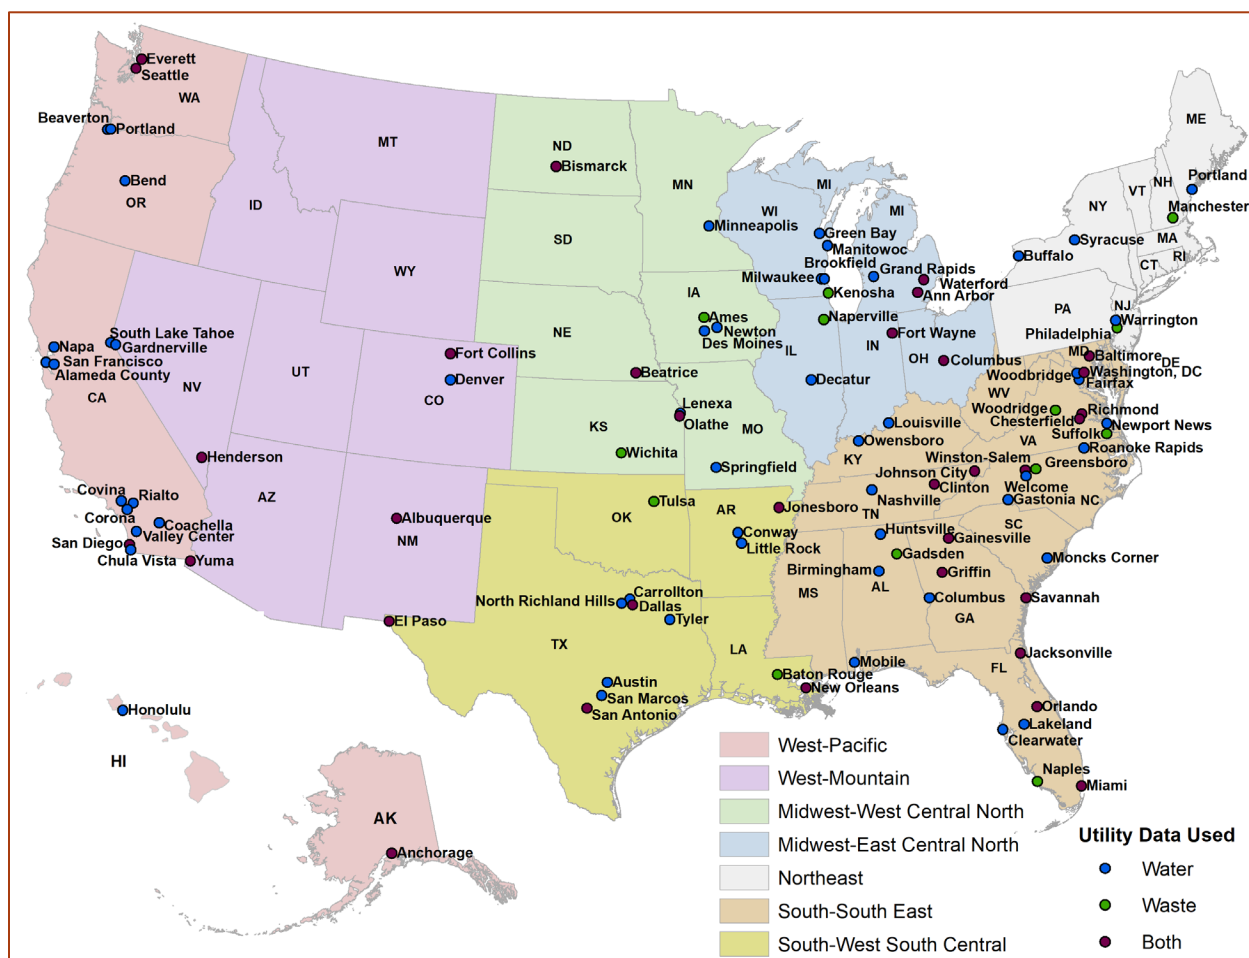 Everett
Seattle
WA
Beaverton
Portland
Bend
OR
ID
MT
WY
ND
Bismarck
SD
NE
MN
Minneapolis
WI
MI
MI
Green Bay
Manitowoc
Brookfield
Milwaukee
Kenosha
Grand Rapids
Waterford
Ann Arbor
Naperville
IA
Ames
Newton
Des Moines
IL
IN
Fort Wayne
OH
Columbus
Decatur
ME
VT
NH
Portland
Manchester
NY
MA
Syracuse
CT
RI
Buffalo
PA
NJ
Warrington
Philadelphia
MD
Baltimore
DE
Washington, DC
Woodbridge
Fairfax
WV
Woodridge
Richmond
Chesterfield
Newport News
Suffolk
VA
Roanoke Rapids
South Lake Tahoe
Gardnerville
Napa
San Francisco
Alameda County
CA
NV
UT
CO
Fort Collins
Denver
Beatrice
Lenexa
Olathe
KS
MO
Wichita
Springfield
Louisville
Owensboro
KY
Winston-Salem
Greensboro
Johnson City
Clinton
Welcome
Nashville
TN
Gastonia
NC
Henderson
AZ
NM
Albuquerque
Covina
Rialto
Corona
Coachella
Valley Center
San Diego
Chula Vista
Yuma
El Paso
Tulsa
OK
AR
Jonesboro
Conway
Little Rock
Huntsville
SC
Gainesville
Gadsden
Moncks Corner
Birmingham
Griffin
MS
AL
Columbus
Savannah
GA
North Richland Hills
Carrollton
Dallas
Tyler
TX
LA
Austin
San Marcos
San Antonio
Baton Rouge
New Orleans
Mobile
FL
Jacksonville
Orlando
Lakeland
Clearwater
Naples
Miami
Honolulu
HI
AK
Anchorage
West-Pacific
West-Mountain
Midwest-West Central North
Midwest-East Central North
Northeast
South-South East
South-West South Central
Utility Data Used
Water
Waste
Both